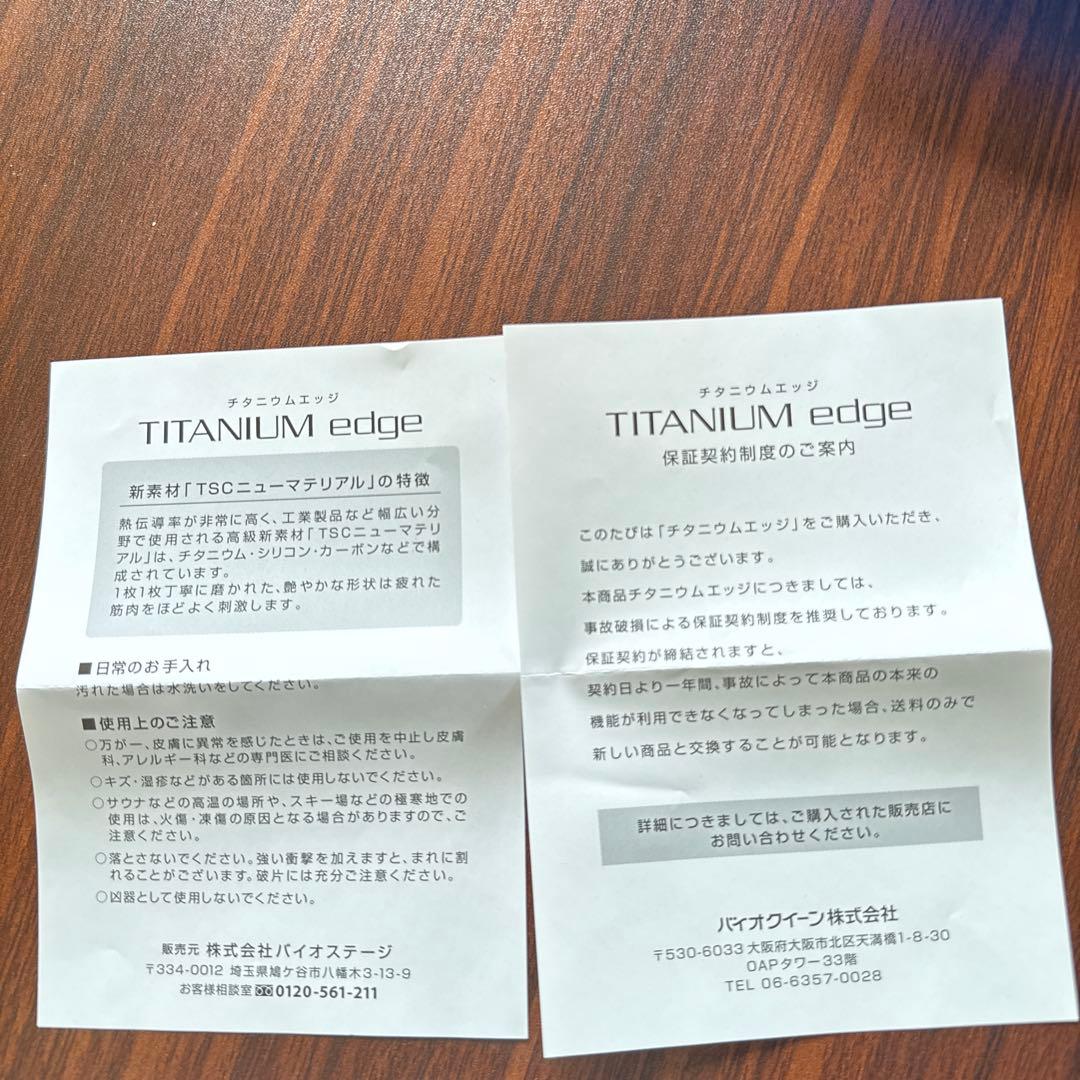 チタニウムエッジ
TITANIUM edge
新素材「TSCニューマテリアル」の特徴
熱伝導率が非常に高く、工業製品など幅広い分
野で使用される高級新素材「TSCニューマテリ
アル」は、チタニウム・シリコン・カーボンなどで構
成されています。
1枚1枚丁寧に磨かれた、艶やかな形状は疲れた
筋肉をほどよく刺激します。
■日常のお手入れ
汚れた場合は水洗いをしてください。
■使用上のご注意
○万が一、皮膚に異常を感じたときは、ご使用を中止し皮膚
科、アレルギー科などの専門医にご相談ください。
○キズ・湿疹などがある箇所には使用しないでください。
○サウナなどの高温の場所や、スキー場などの極寒地での
使用は、火傷・凍傷の原因となる場合がありますので、ご
注意ください。
○落とさないでください。強い衝撃を加えますと、まれに割
れることがございます。破片には充分ご注意ください。
○凶器として使用しないでください。
販売元 株式会社バイオステージ
〒334-0012 埼玉県鳩ケ谷市八幡木3-13-9
お客様相談室 0120-561-211
チタニウムエッジ
TITANIUM edge
保証契約制度のご案内
このたびは「チタニウムエッジ」をご購入いただき、
誠にありがとうございます。
本商品チタニウムエッジにつきましては、
事故破損による保証契約制度を推奨しております。
保証契約が締結されますと、
契約日より一年間、事故によって本商品の本来の
機能が利用できなくなってしまった場合、送料のみで
新しい商品と交換することが可能となります。
詳細につきましては、ご購入された販売店に
お問い合わせください。
バイオクイーン株式会社
〒530-6033 大阪府大阪市北区天満橋1-8-30
OAPタワー33階
TEL 06-6357-0028